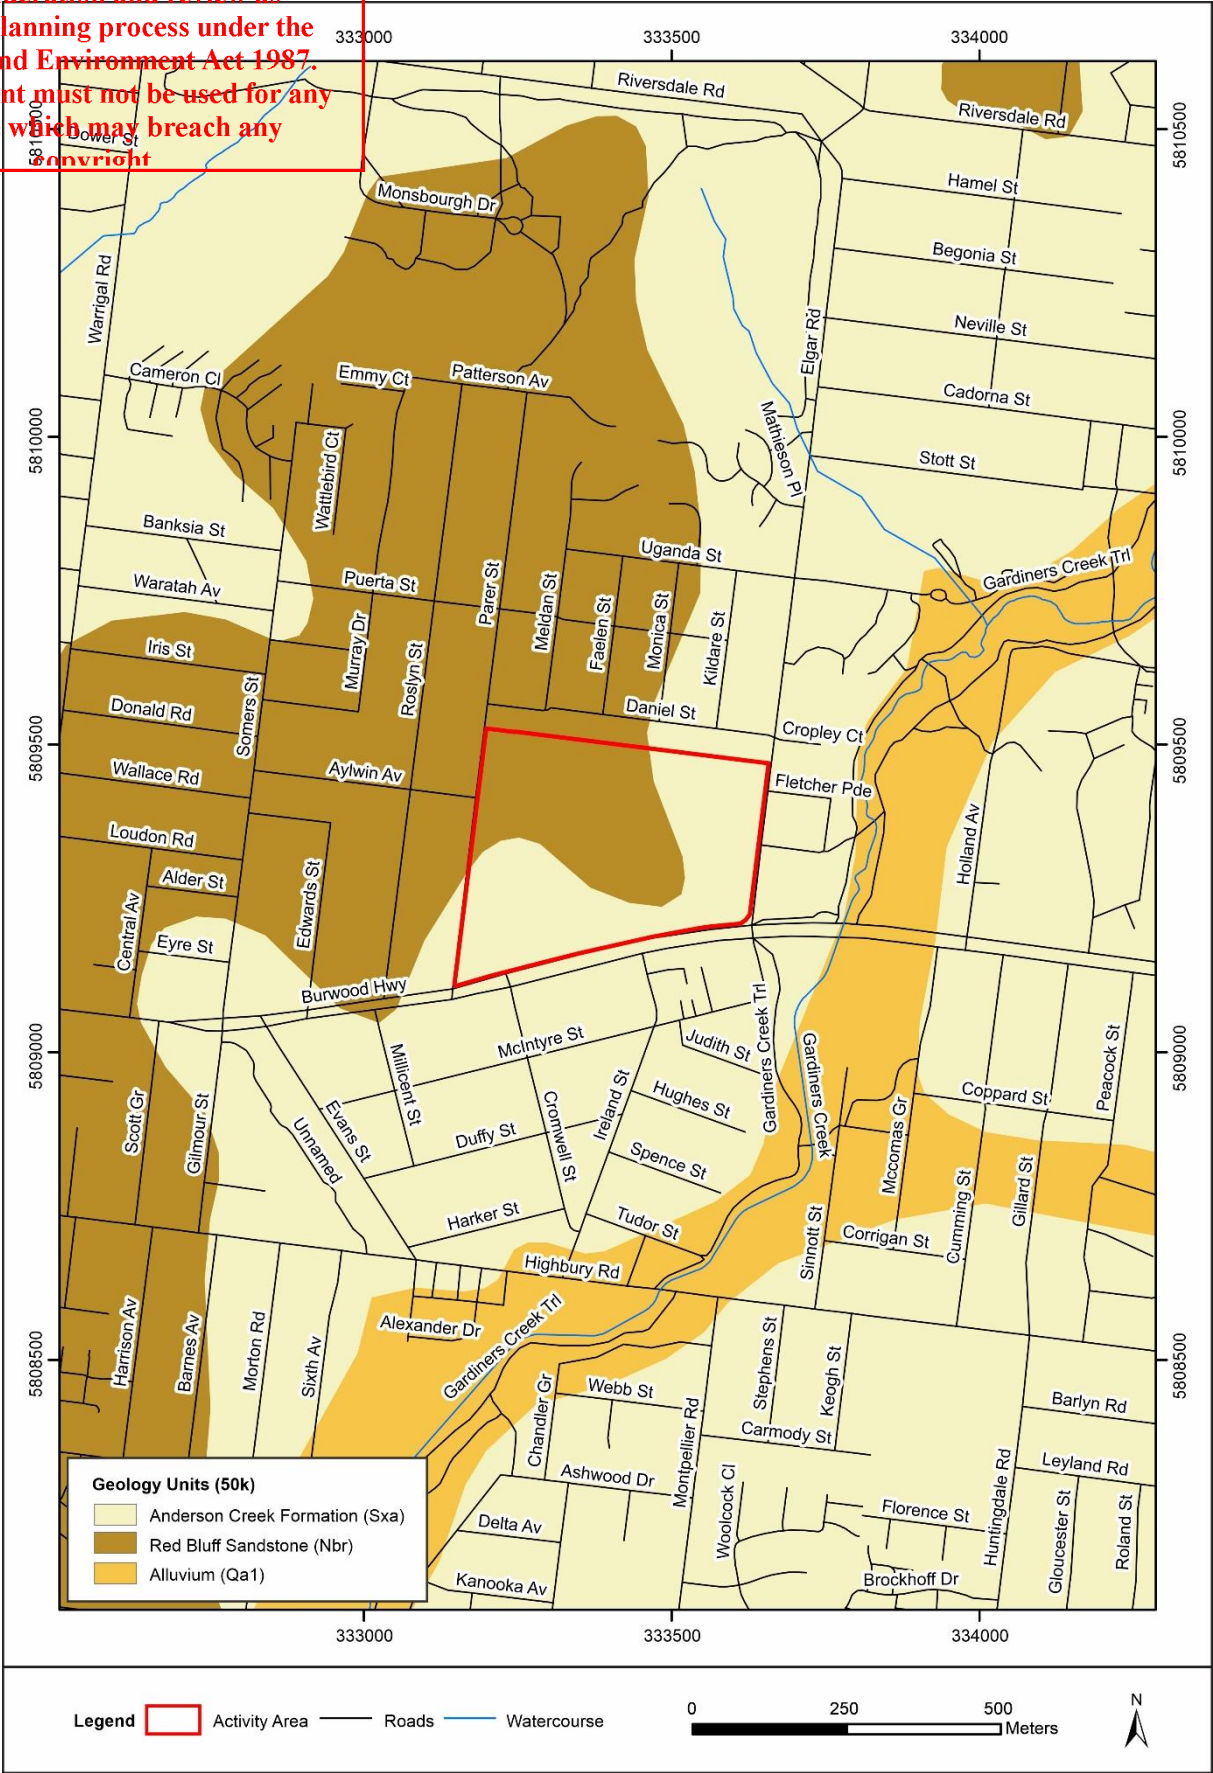 lanning process under the
nd Environment Act 1987.
nt must not be used for any
which may breach any
copyright
333000
333500
334000
5810500
5810500
Riversdale Rd
Riversdale Rd
Dower St
Hamel St
Monsbourgh Dr
Begonia St
Warrigal Rd
Neville St
Elgar Rd
Cameron Cl
Emmy Ct
Patterson Av
Cadorna St
5810000
5810000
Mathieson Pl
Stott St
Wattlebird Ct
Banksia St
Uganda St
Gardiners Creek Trl
Waratah Av
Puerta St
Parer St
Meldan St
Faelen St
Monica St
Kildare St
Iris St
Murray Dr
Roslyn St
Somers St
Donald Rd
Daniel St
Cropley Ct
5809500
5809500
Wallace Rd
Aylwin Av
Fletcher Pde
Loudon Rd
Holland Av
Alder St
Edwards St
Central Av
Eyre St
Burwood Hwy
5809000
5809000
McIntyre St
Judith St
Gardiners Creek Trl
Gardiners Creek
Peacock St
Millicent St
Coppard St
Scott Gr
Gilmour St
Evans St
Unnamed
Duffy St
Cromwell St
Ireland St
Hughes St
Mccomas Gr
Spence St
Cumming St
Gillard St
Harker St
Tudor St
Sinnott St
Corrigan St
Highbury Rd
Harrison Av
Barnes Av
Morton Rd
Sixth Av
Alexander Dr
Gardiners Creek Trl
5808500
5808500
Stephens St
Keogh St
Chandler Gr
Webb St
Montpellier Rd
Carmody St
Barlyn Rd
Ashwood Dr
Woolcock Cl
Leyland Rd
Huntingdale Rd
Florence St
Gloucester St
Roland St
Delta Av
Kanooka Av
Brockhoff Dr
Geology Units (50k)
Anderson Creek Formation (Sxa)
Red Bluff Sandstone (Nbr)
Alluvium (Qa1)
333000
333500
334000
Legend
Activity Area
Roads
Watercourse
0
250
500
Meters
N